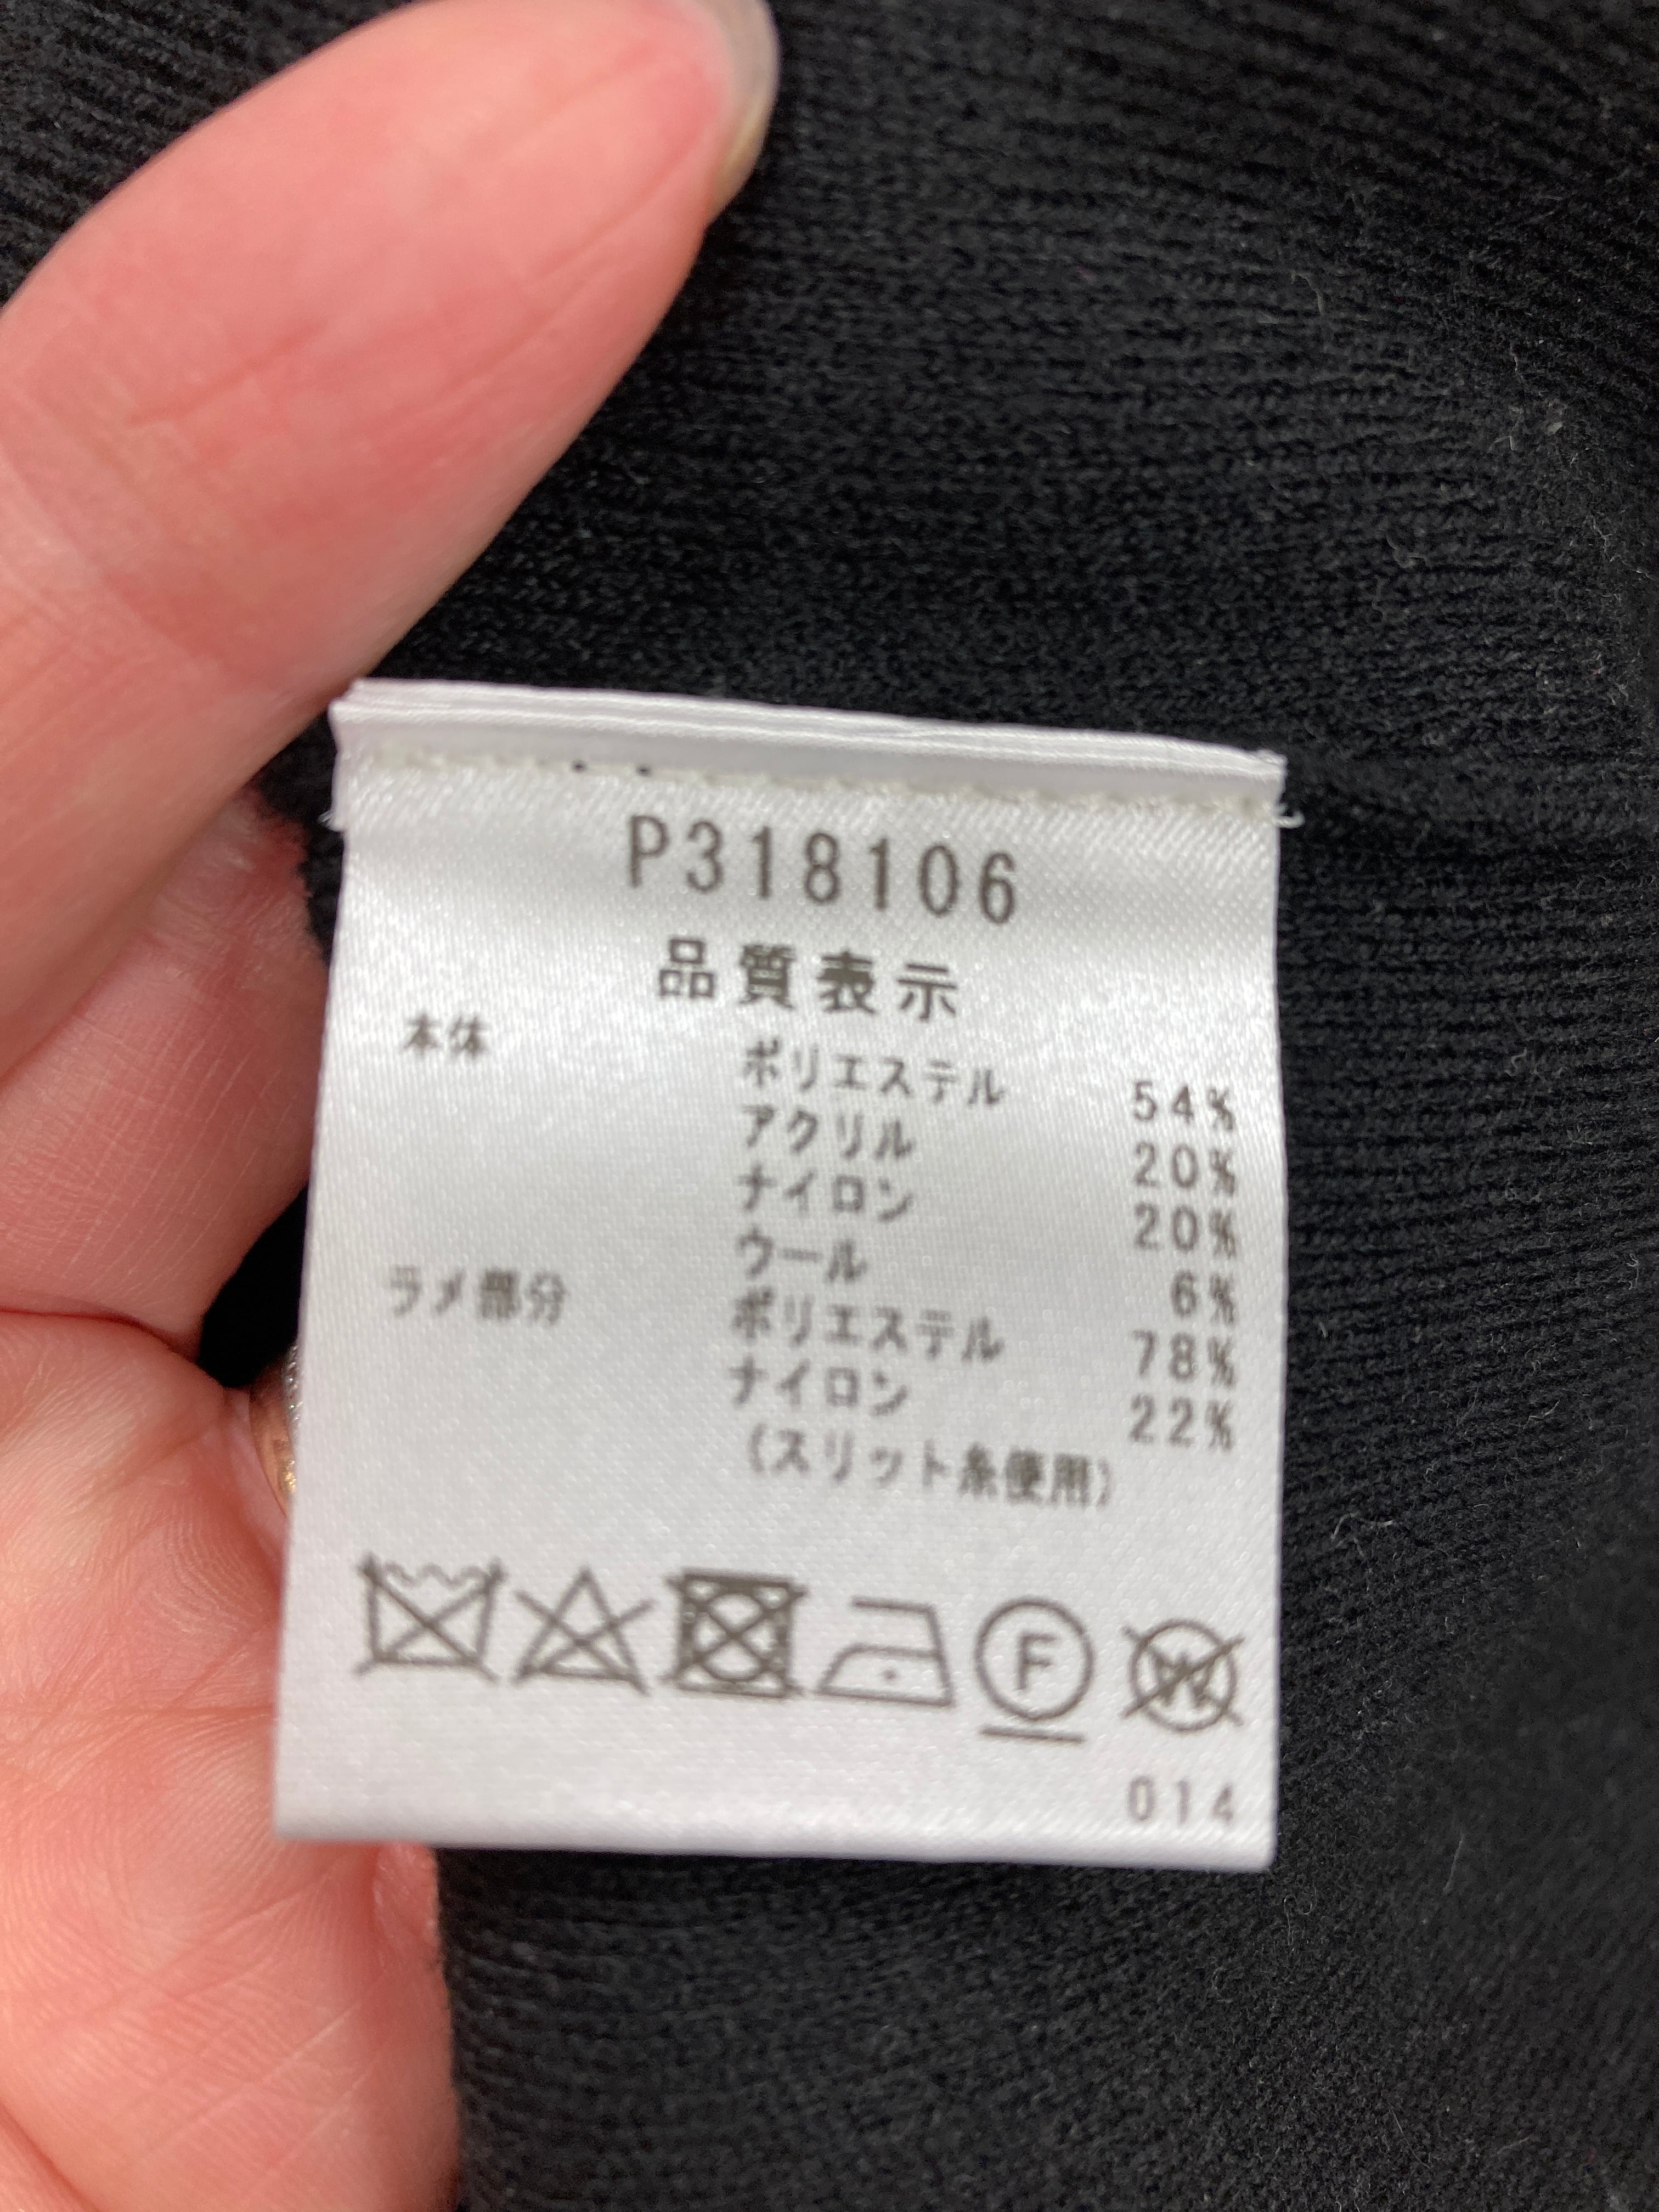 P318106
品質表示
本体 ポリエステル 54%
アクリル 20%
ナイロン 20%
ウール 6%
ラメ部分 ポリエステル 78%
ナイロン 22%
(スリット糸使用)
F W
014